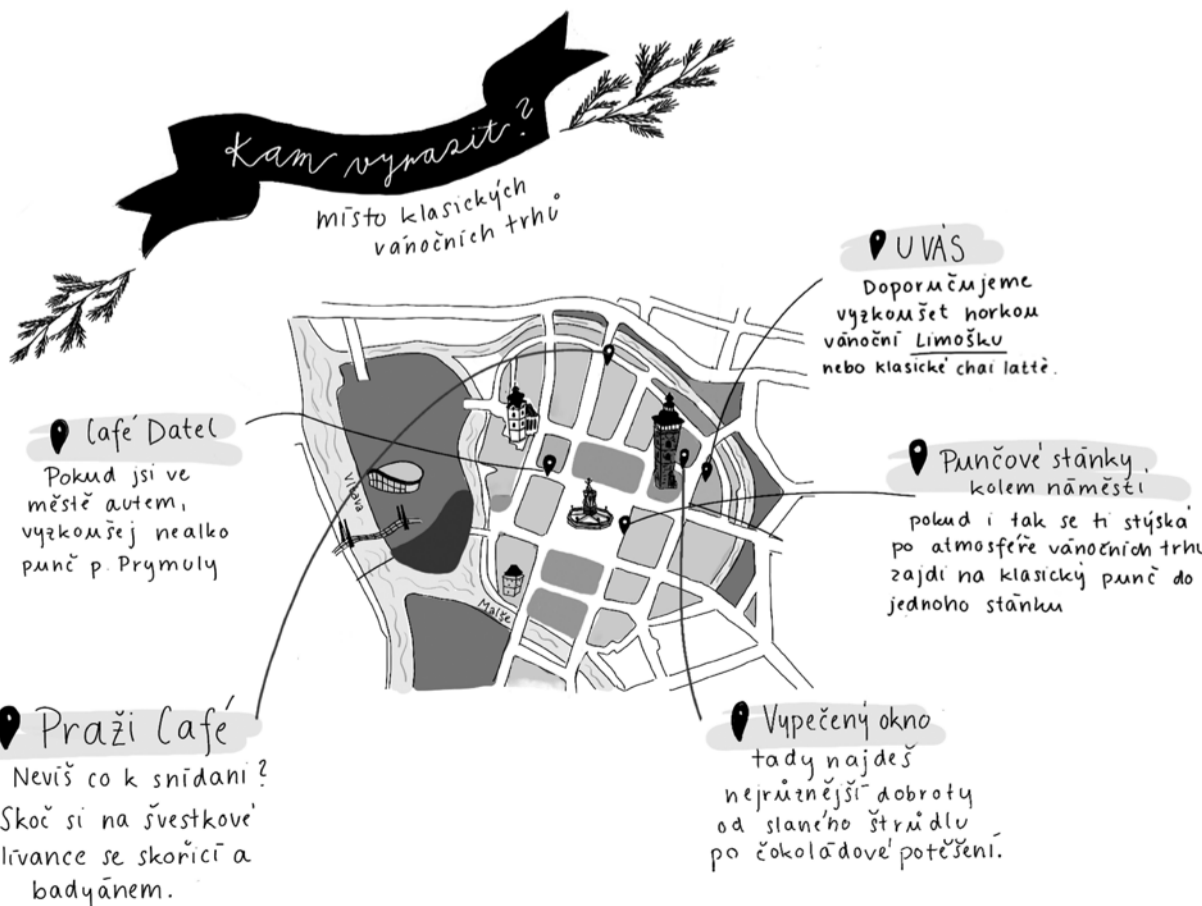 Kam vyrazit?
místo klasických
vánočních trhů
U VÁS
Doporučujeme
vyzkoušet horkou
vánoční Limošku
nebo klasické chai latté.
Café Datel
Pokud jsi ve
městě autem,
vyzkoušej nealko
punč p. Prymuly
Punčové stánky
kolem náměstí
pokud i tak se ti stýská
po atmosféře vánočních trhů
zajdi na klasický punč do
jednoho stánku
Vltava
Malše
Praži Café
Nevíš co k snídani?
Skoč si na švestkové
lívance se skořicí a
badyánem.
Vypečený okno
tady najdeš
nejrůznější dobroty
od slaného štrůdlu
po čokoládové potěšení.